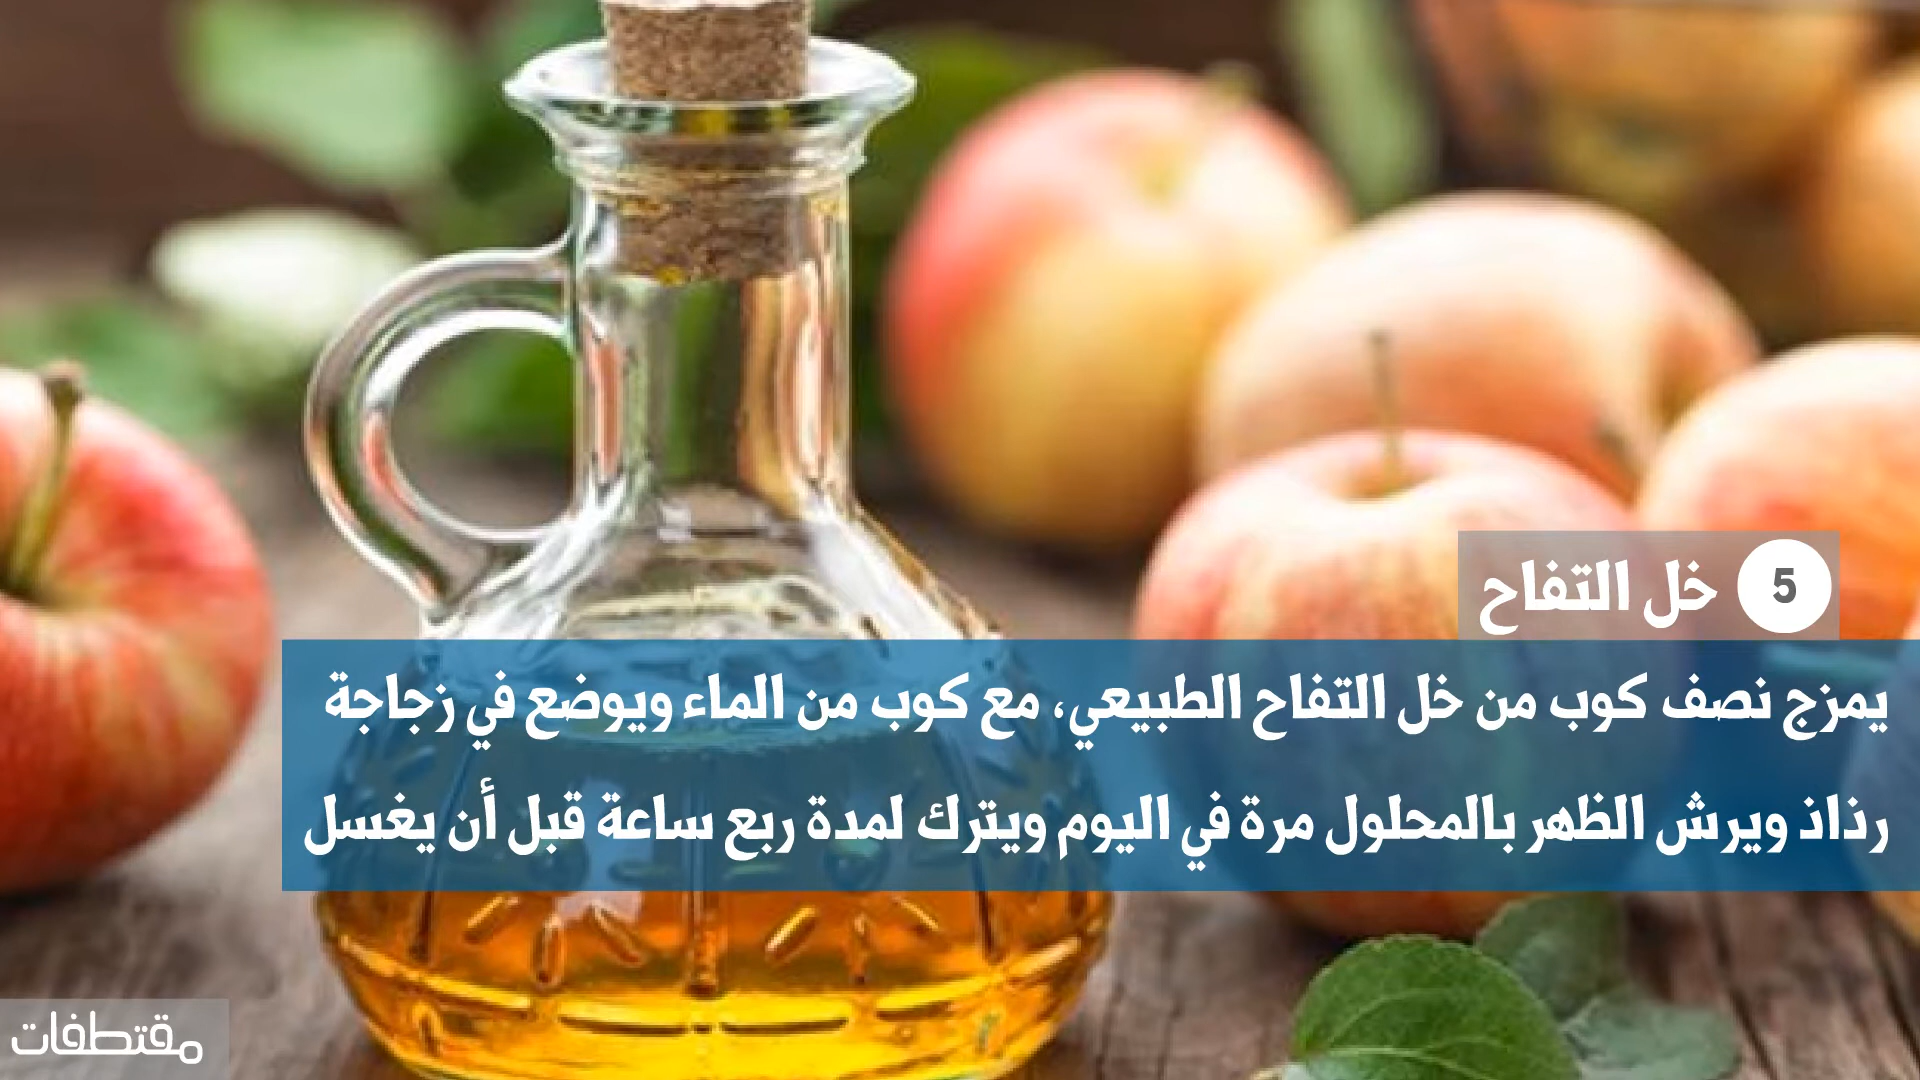 5 خل التفاح
يمزج نصف كوب من خل التفاح الطبيعي، مع كوب من الماء ويوضع في زجاجة
رذاذ ويرش الظهر بالمحلول مرة في اليوم ويترك لمدة ربع ساعة قبل أن يغسل
مقتطفات